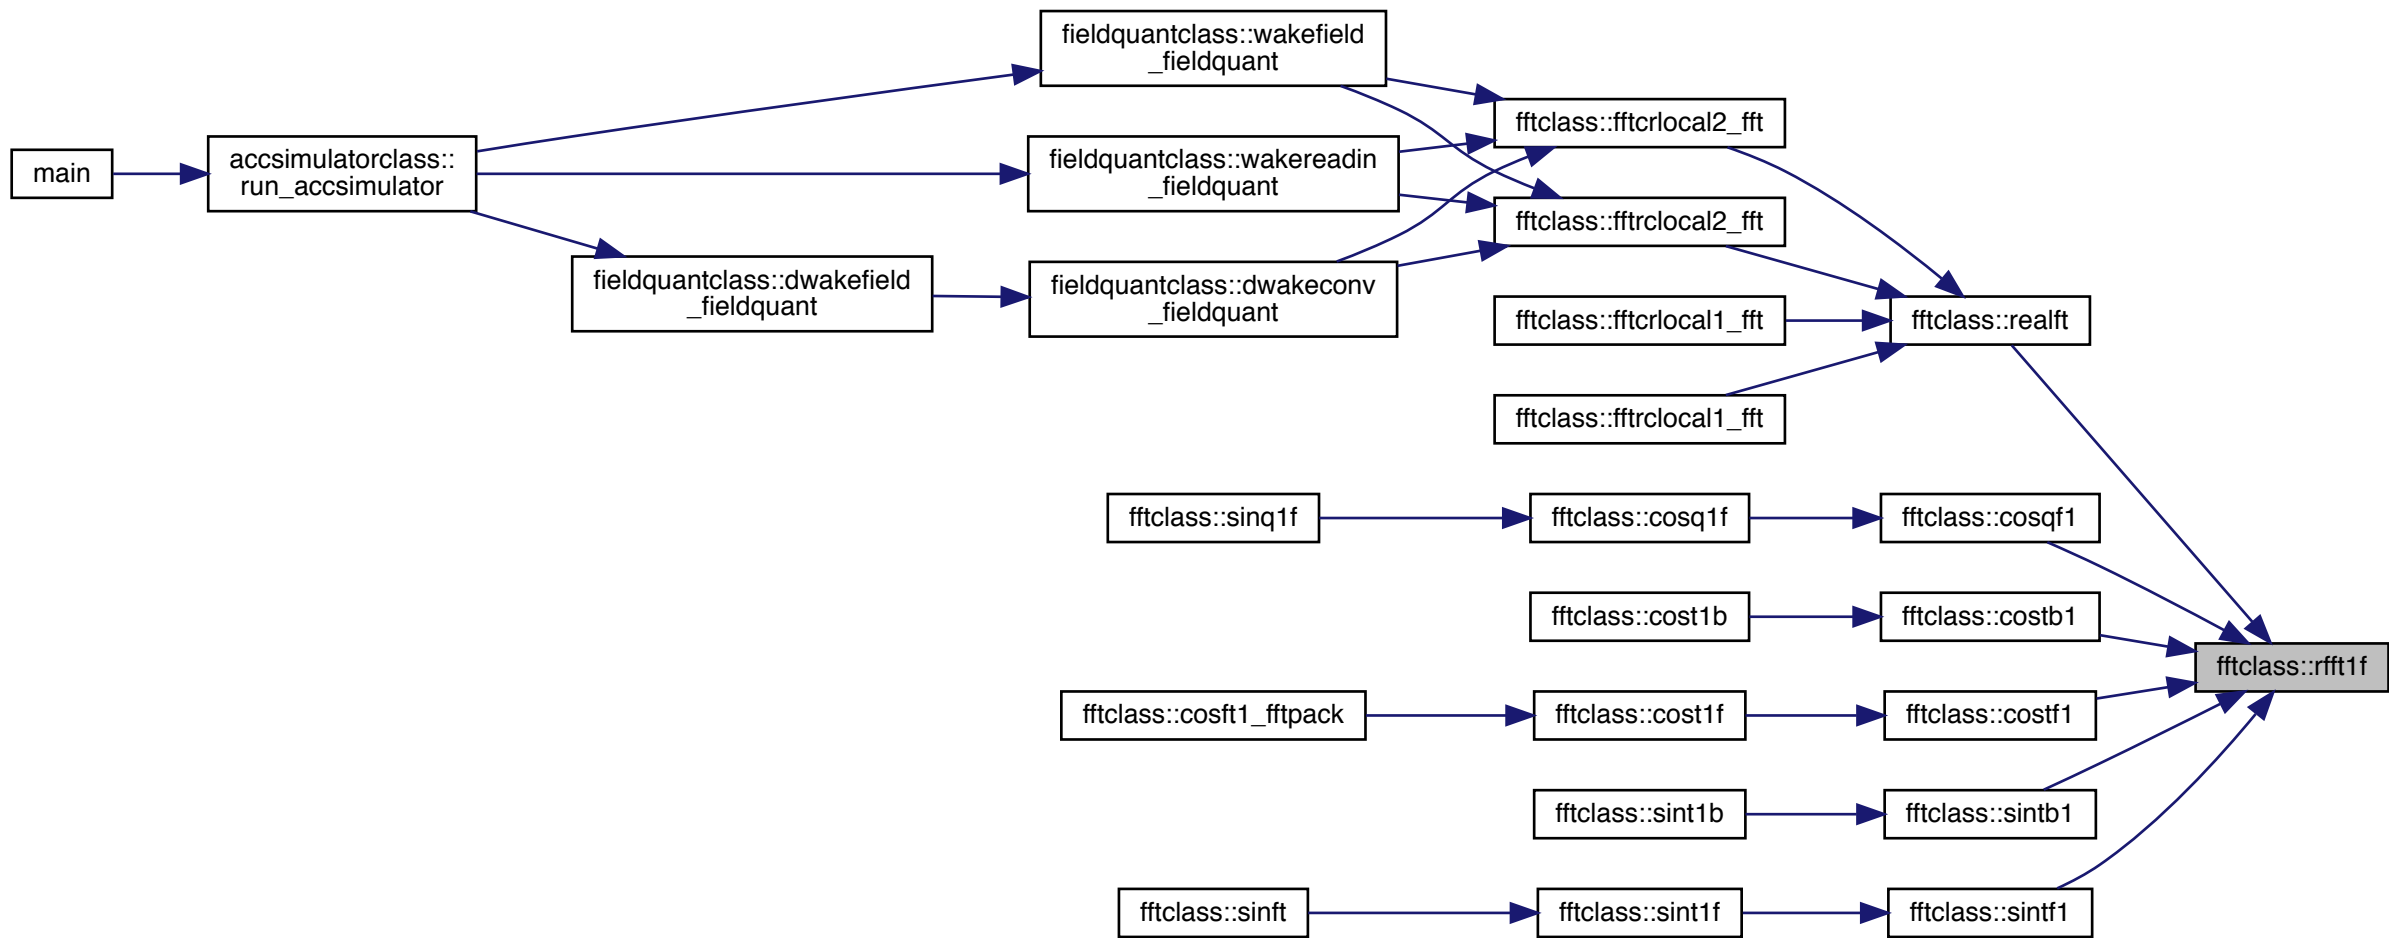 fieldquantclass::wakefield
_fieldquant
fftclass::fftcrlocal2_fft
main
accsimulatorclass::
run_accsimulator
fieldquantclass::wakereadin
_fieldquant
fftclass::fftrclocal2_fft
fieldquantclass::dwakefield
_fieldquant
fieldquantclass::dwakeconv
_fieldquant
fftclass::fftcrlocal1_fft
fftclass::realft
fftclass::fftrclocal1_fft
fftclass::sinq1f
fftclass::cosq1f
fftclass::cosqf1
fftclass::cost1b
fftclass::costb1
fftclass::rfft1f
fftclass::cosft1_fftpack
fftclass::cost1f
fftclass::costf1
fftclass::sint1b
fftclass::sintb1
fftclass::sinft
fftclass::sint1f
fftclass::sintf1